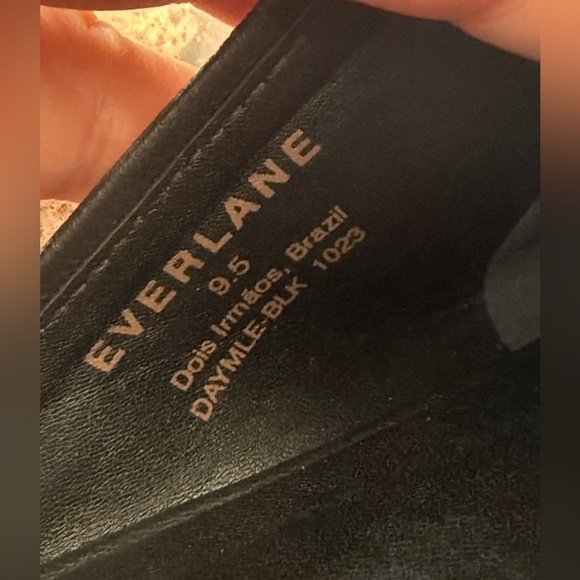 EVERLANE
9.5
Dois Irmãos, Brazil
DAYMLE-BLK 1023